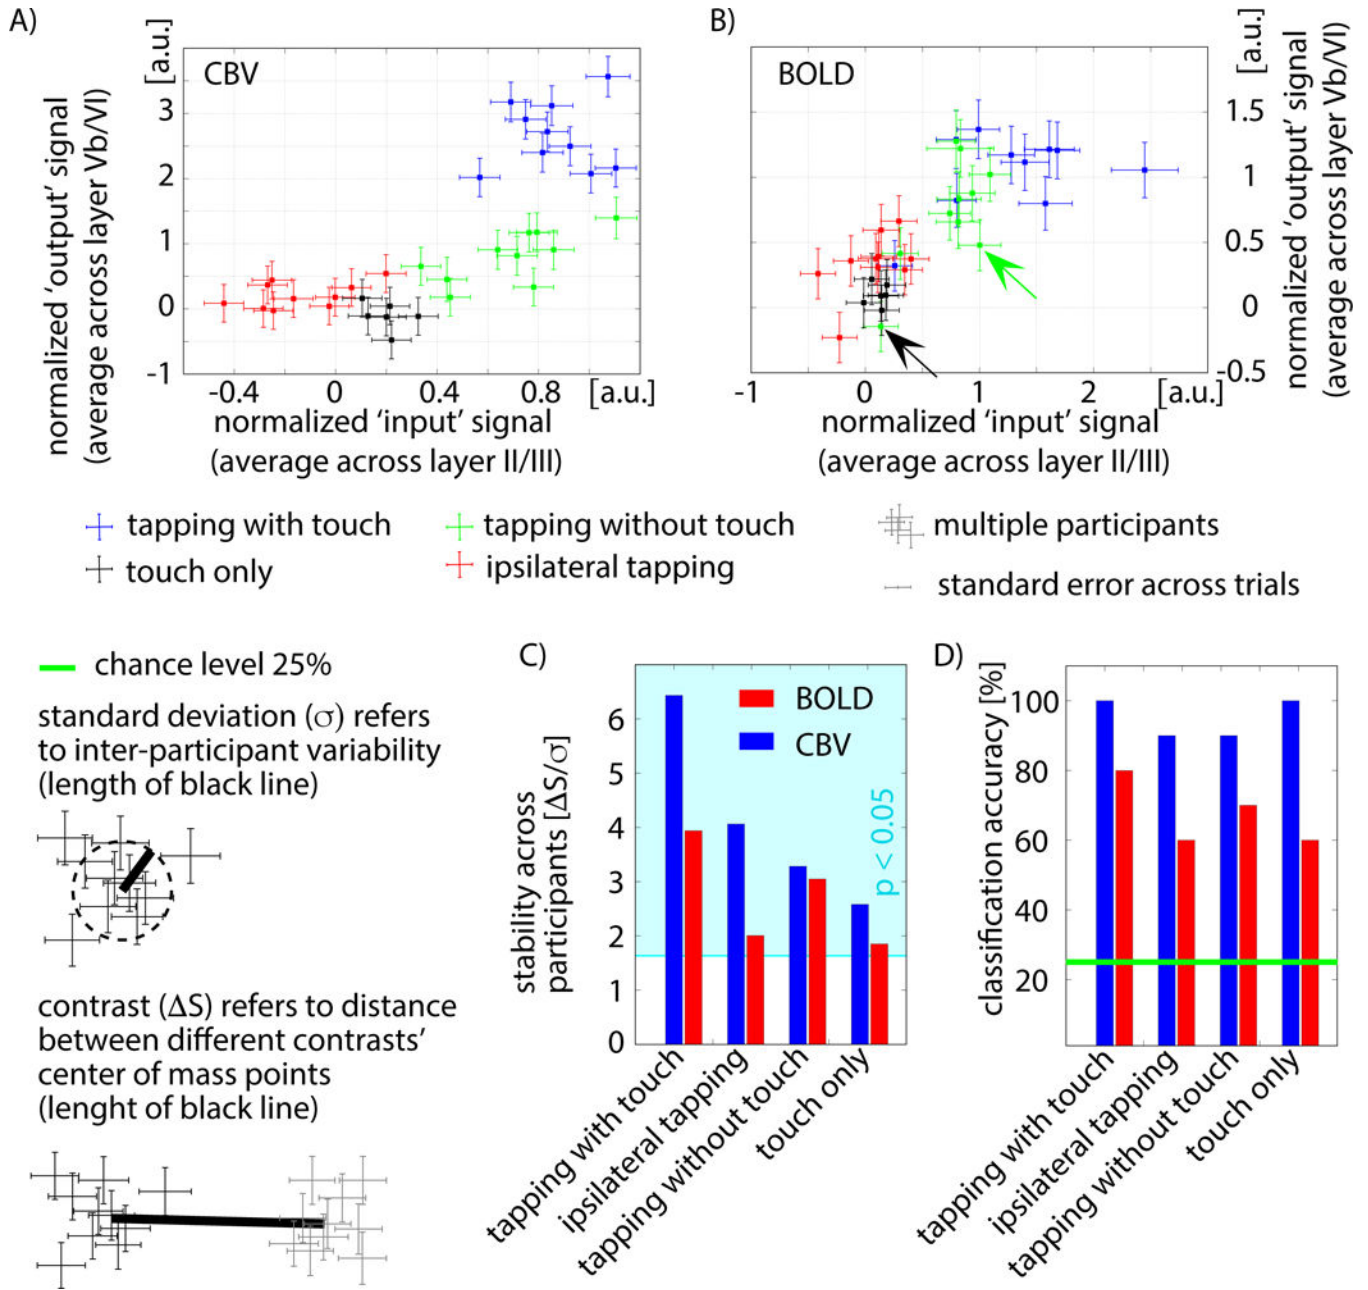 A)
CBV
[a.u.]
normalized 'output' signal
(average across layer Vb/VI)
3
2
1
0
-1
-0.4
0
0.4
0.8
[a.u.]
normalized 'input' signal
(average across layer II/III)
B)
BOLD
[a.u.]
normalized 'output' signal
(average across layer Vb/VI)
1.5
1
0.5
0
-0.5
-1
0
1
2
[a.u.]
normalized 'input' signal
(average across layer II/III)
tapping with touch
tapping without touch
multiple participants
touch only
ipsilateral tapping
standard error across trials
chance level 25%
standard deviation (σ) refers
to inter-participant variability
(length of black line)
contrast (ΔS) refers to distance
between different contrasts'
center of mass points
(lenght of black line)
C)
stability across
participants [ΔS/σ]
6
5
4
3
2
1
0
BOLD
CBV
p < 0.05
tapping with touch
ipsilateral tapping
tapping without touch
touch only
D)
classification accuracy [%]
100
80
60
40
20
tapping with touch
ipsilateral tapping
tapping without touch
touch only